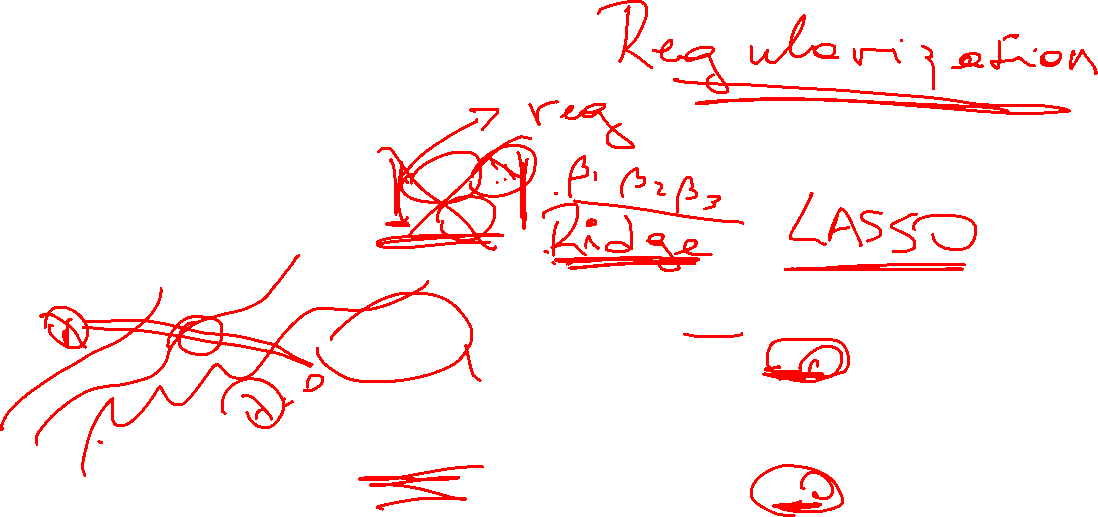 Regularization
reg
β1 β2 β3
Ridge
LASSO